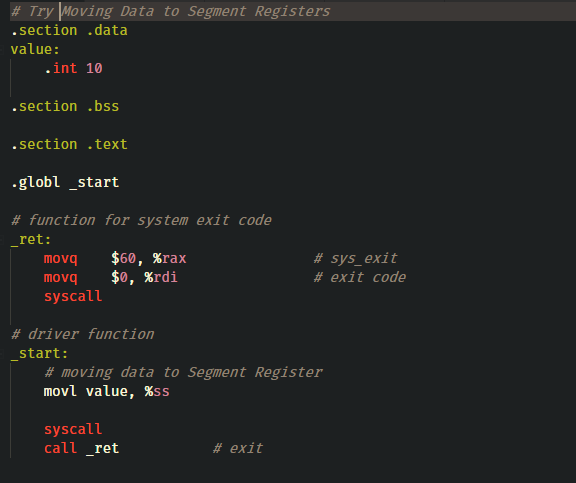 # Try Moving Data to Segment Registers
.section .data
value:
    .int 10
.section .bss
.section .text
.globl _start
# function for system exit code
_ret:
    movq    $60, %rax               # sys_exit
    movq    $0, %rdi                # exit code
    syscall
# driver function
_start:
    # moving data to Segment Register
    movl value, %ss
    syscall
    call _ret           # exit